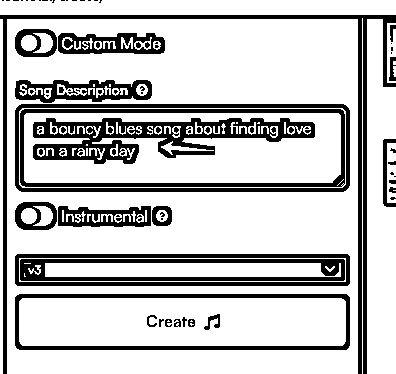 Custom Mode
Song Description
a bouncy blues song about finding love
on a rainy day
Instrumental
v3
Create